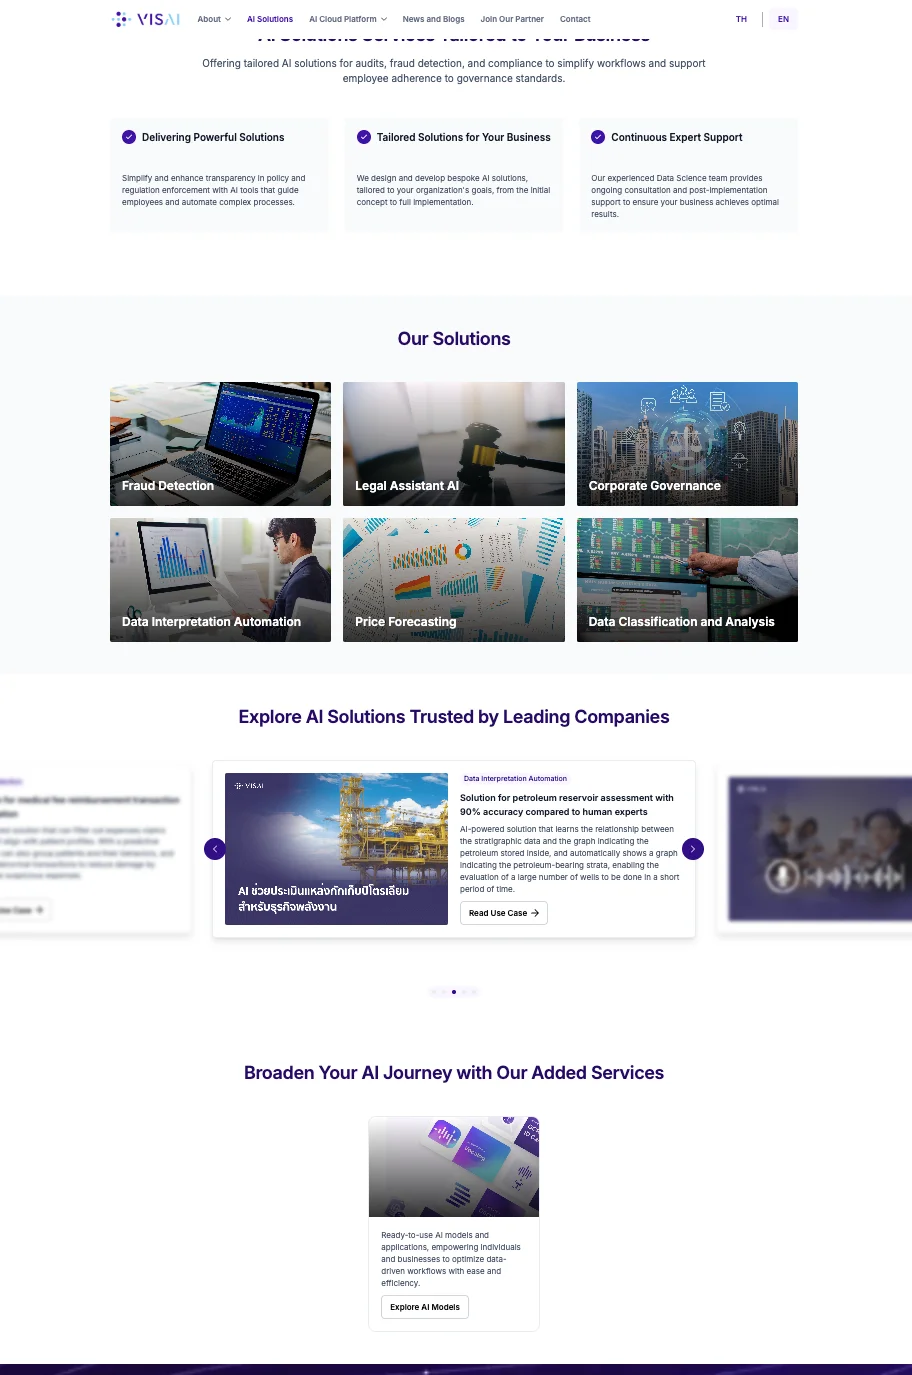 VISAI
About
AI Solutions
AI Cloud Platform
News and Blogs
Join Our Partner
Contact
TH
EN
AI Solutions Services Tailored to Your Business
Offering tailored AI solutions for audits, fraud detection, and compliance to simplify workflows and support
employee adherence to governance standards.
Delivering Powerful Solutions
Simplify and enhance transparency in policy and
regulation enforcement with AI tools that guide
employees and automate complex processes.
Tailored Solutions for Your Business
We design and develop bespoke AI solutions,
tailored to your organization's goals, from the initial
concept to full implementation.
Continuous Expert Support
Our experienced Data Science team provides
ongoing consultation and post-implementation
support to ensure your business achieves optimal
results.
Our Solutions
Fraud Detection
Legal Assistant AI
Corporate Governance
Data Interpretation Automation
Price Forecasting
Data Classification and Analysis
Explore AI Solutions Trusted by Leading Companies
VISAI
AI ช่วยประเมินแหล่งกักเก็บปิโตรเลียม
สำหรับธุรกิจพลังงาน
Data Interpretation Automation
Solution for petroleum reservoir assessment with
90% accuracy compared to human experts
AI-powered solution that learns the relationship between
the stratigraphic data and the graph indicating the
petroleum stored inside, and automatically shows a graph
indicating the petroleum-bearing strata, enabling the
evaluation of a large number of wells to be done in a short
period of time.
Read Use Case
Broaden Your AI Journey with Our Added Services
Ready-to-use AI models and
applications, empowering individuals
and businesses to optimize data-
driven workflows with ease and
efficiency.
Explore AI Models